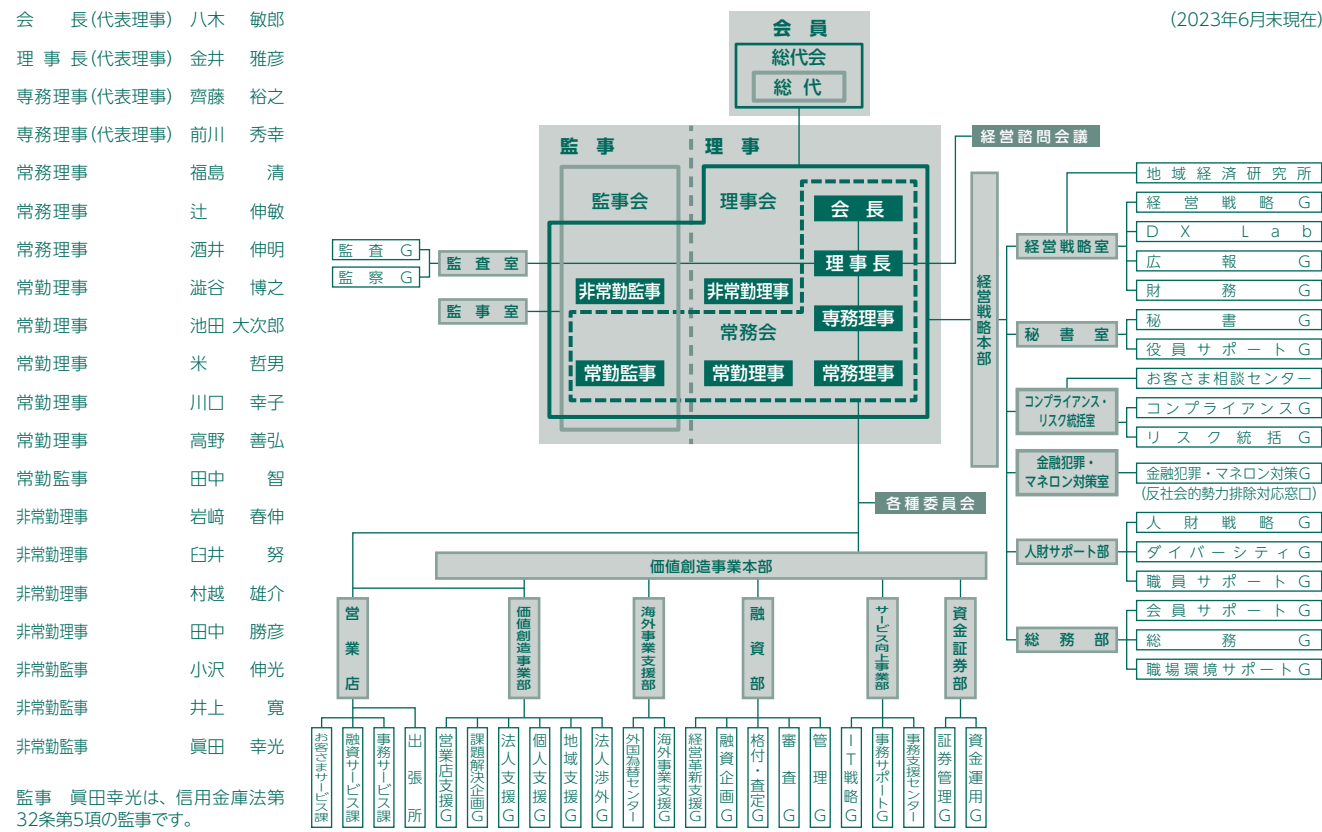 会　長(代表理事) 八木 敏郎
理事長(代表理事) 金井 雅彦
専務理事(代表理事) 齊藤 裕之
専務理事(代表理事) 前川 秀幸
常務理事 福島 清
常務理事 辻 伸敏
常務理事 酒井 伸明
常勤理事 澁谷 博之
常勤理事 池田 大次郎
常勤理事 米 哲男
常勤理事 川口 幸子
常勤理事 高野 善弘
常勤監事 田中 智
非常勤理事 岩﨑 春伸
非常勤理事 臼井 努
非常勤理事 村越 雄介
非常勤理事 田中 勝彦
非常勤監事 小沢 伸光
非常勤監事 井上 寛
非常勤監事 眞田 幸光
監事　眞田幸光は、信用金庫法第
32条第5項の監事です。
(2023年6月末現在)
会員
総代会
総代
監事
理事
監事会
理事会
会長
理事長
非常勤監事
非常勤理事
専務理事
常務会
常勤監事
常勤理事
常務理事
監査G
監察G
監査室
監事室
経営諮問会議
各種委員会
経営戦略本部
経営戦略室
地域経済研究所
経営戦略G
DX Lab
広報G
財務G
秘書室
秘書G
役員サポートG
コンプライアンス・
リスク統括室
お客さま相談センター
コンプライアンスG
リスク統括G
金融犯罪・
マネロン対策室
金融犯罪・マネロン対策G
(反社会的勢力排除対応窓口)
人財サポート部
人財戦略G
ダイバーシティG
職員サポートG
総務部
会員サポートG
総務G
職場環境サポートG
価値創造事業本部
営業店
価値創造事業部
海外事業支援部
融資部
サービス向上事業部
資金証券部
お客さまサービス課
融資サービス課
事務サービス課
出張所
営業店支援G
課題解決企画G
法人支援G
個人支援G
地域支援G
法人渉外G
外国為替センター
海外事業支援G
経営革新支援G
融資企画G
格付・査定G
審査G
管理G
IT戦略G
事務サポートG
事務支援センター
証券管理G
資金運用G